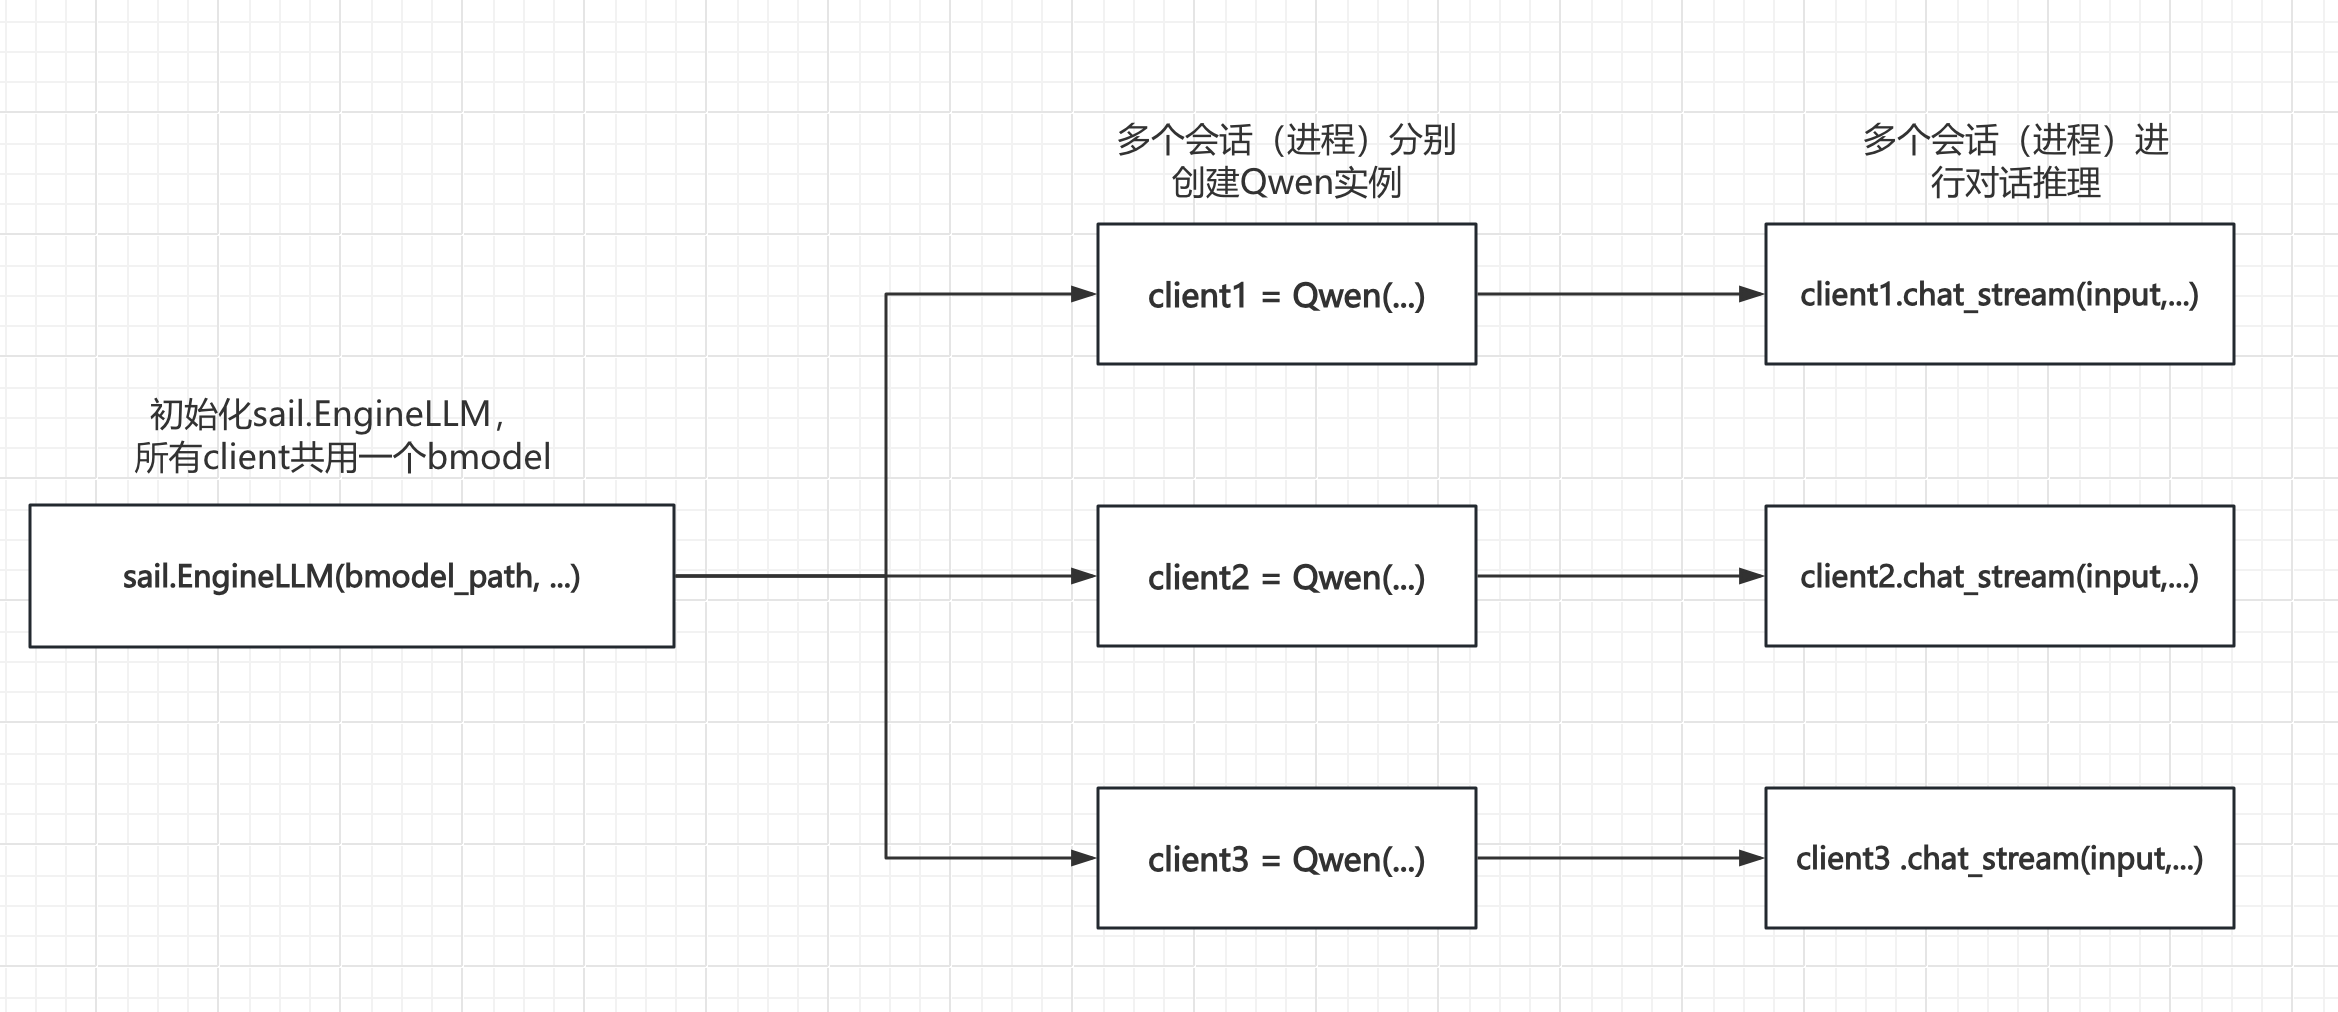 初始化sail.EngineLLM，
所有client共用一个bmodel
sail.EngineLLM(bmodel_path, ...)
多个会话（进程）分别
创建Qwen实例
client1 = Qwen(...)
client2 = Qwen(...)
client3 = Qwen(...)
多个会话（进程）进
行对话推理
client1.chat_stream(input,...)
client2.chat_stream(input,...)
client3 .chat_stream(input,...)